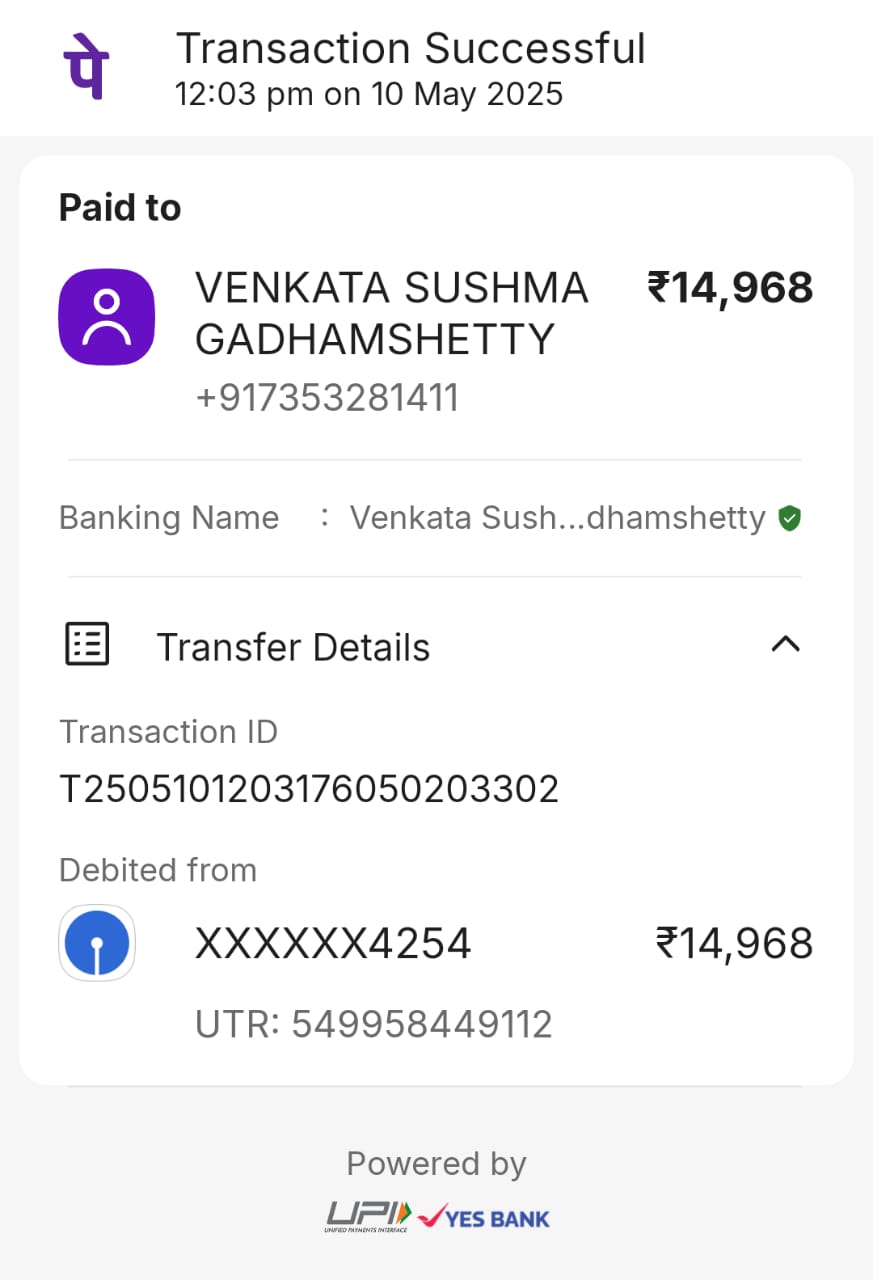 पे
Transaction Successful
12:03 pm on 10 May 2025
Paid to
VENKATA SUSHMA ₹14,968
GADHAMSHETTY
+917353281411
Banking Name : Venkata Sush...dhamshetty
Transfer Details
Transaction ID
T2505101203176050203302
Debited from
XXXXXX4254 ₹14,968
UTR: 549958449112
Powered by
UPI YES BANK
UNIFIED PAYMENTS INTERFACE